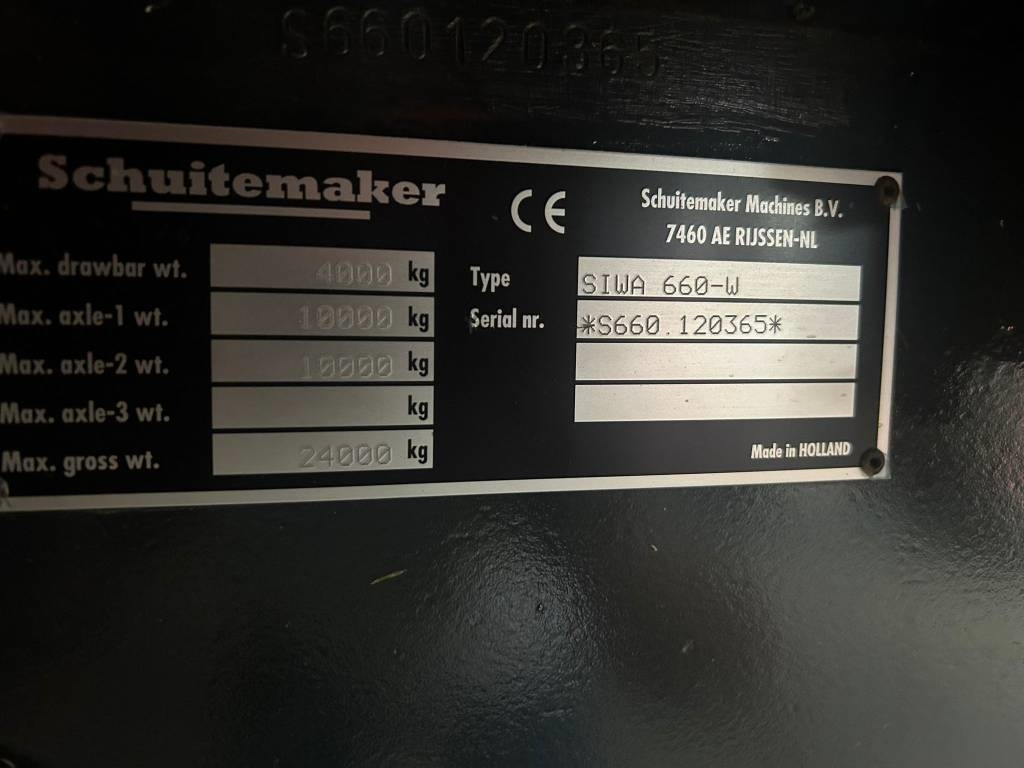 S660120365
Schuitemaker
CE
Schuitemaker Machines B.V.
7460 AE RIJSSEN-NL
Max. drawbar wt. 4000 kg
Max. axle-1 wt. 10000 kg
Max. axle-2 wt. 10000 kg
Max. axle-3 wt. kg
Max. gross wt. 24000 kg
Type SIWA 660-W
Serial nr. *S660.120365*
Made in HOLLAND